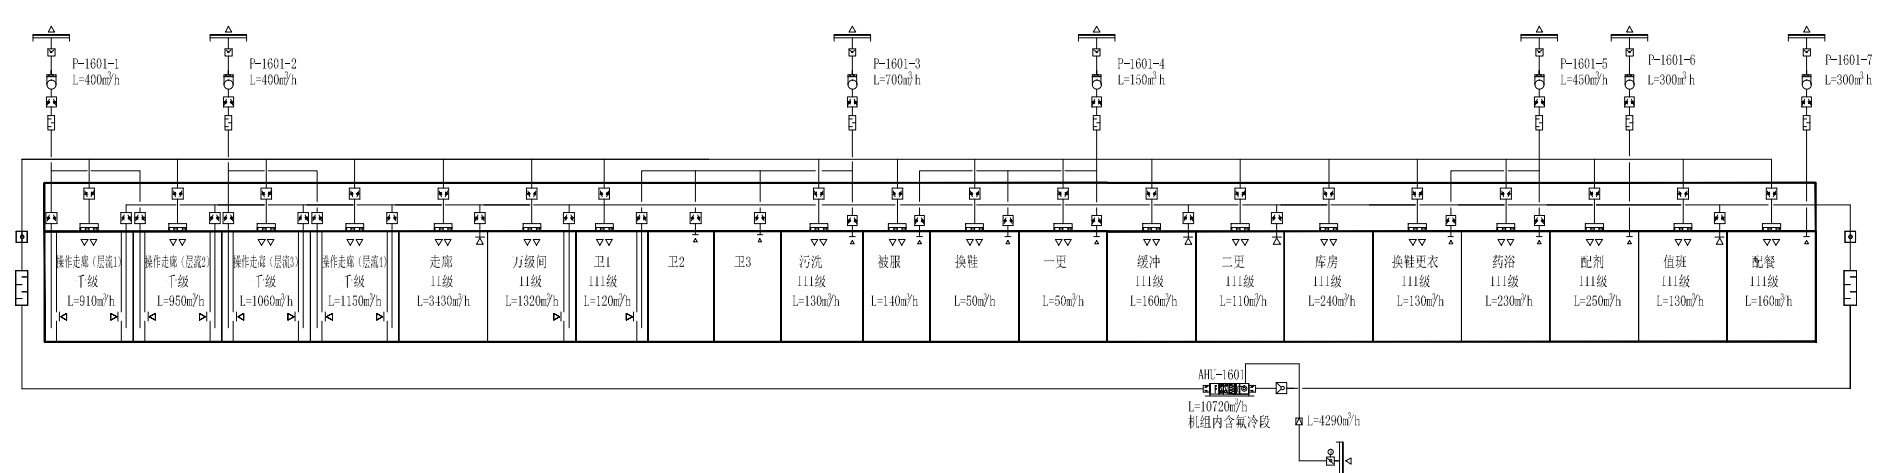 P-1601-1
L=400m³/h
P-1601-2
L=400m³/h
P-1601-3
L=700m³/h
P-1601-4
L=150m³h
P-1601-5
L=450m³/h
P-1601-6
L=300m³h
P-1601-7
L=300m³h
操作走廊（层流1）
千级
L=910m³/h
操作走廊（层流2）
千级
L=950m³/h
操作走廊（层流3）
千级
L=1060m³/h
操作走廊（层流1）
千级
L=1150m³/h
走廊
II级
L=3430m³/h
万级间
II级
L=1320m³/h
卫1
III级
L=120m³/h
卫2
卫3
污洗
III级
L=130m³/h
被服
L=140m³/h
换鞋
L=50m³/h
一更
L=50m³/h
缓冲
III级
L=160m³/h
二更
III级
L=110m³/h
库房
III级
L=240m³/h
换鞋更衣
III级
L=130m³/h
药浴
III级
L=230m³/h
配剂
III级
L=250m³/h
值班
III级
L=130m³/h
配餐
III级
L=160m³/h
AHU-1601
L=10720m³/h
机组内含氟冷段
L=4290m³/h